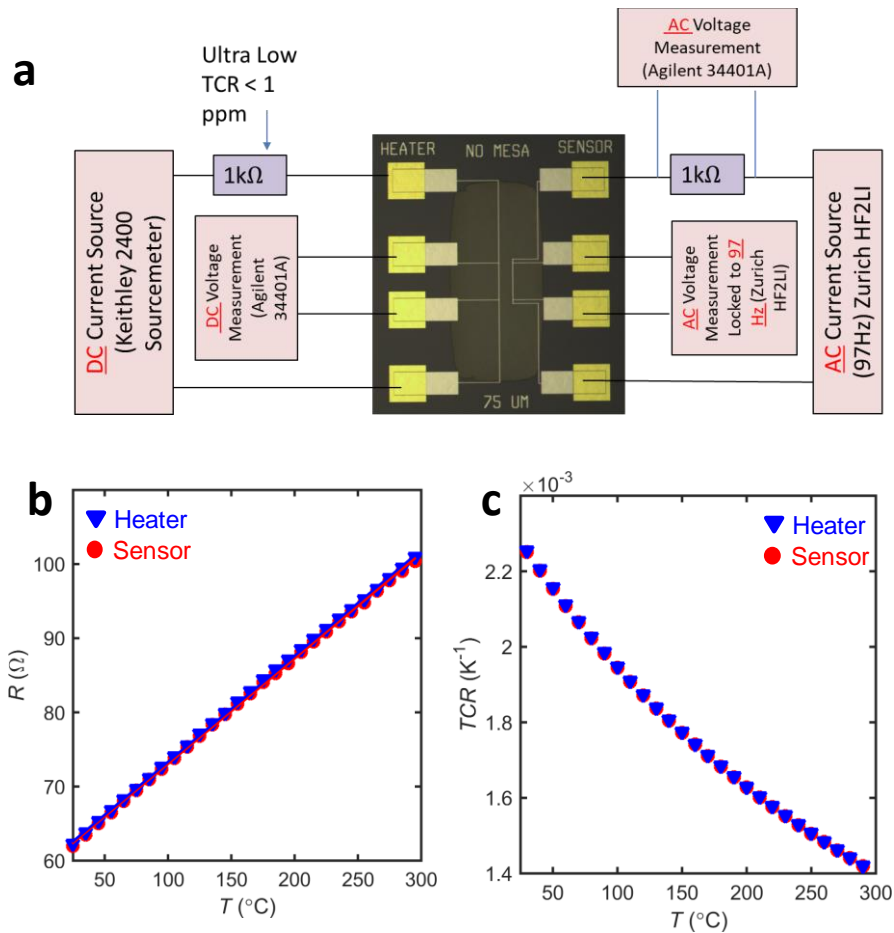 a
Ultra Low
TCR < 1
ppm
AC Voltage
Measurement
(Agilent 34401A)
1kΩ
1kΩ
DC Current Source
(Keithley 2400
Sourcemeter)
DC Voltage
Measurement
(Agilent
34401A)
HEATER
NO MESA
SENSOR
75 UM
AC Voltage
Measurement
Locked to 97
Hz (Zurich
HF2LI)
AC Current Source
(97Hz) Zurich HF2LI
b
Heater
Sensor
R (Ω)
100
90
80
70
60
50
100
150
200
250
300
T (°C)
c
×10⁻³
Heater
Sensor
TCR (K⁻¹)
2.2
2
1.8
1.6
1.4
50
100
150
200
250
300
T (°C)